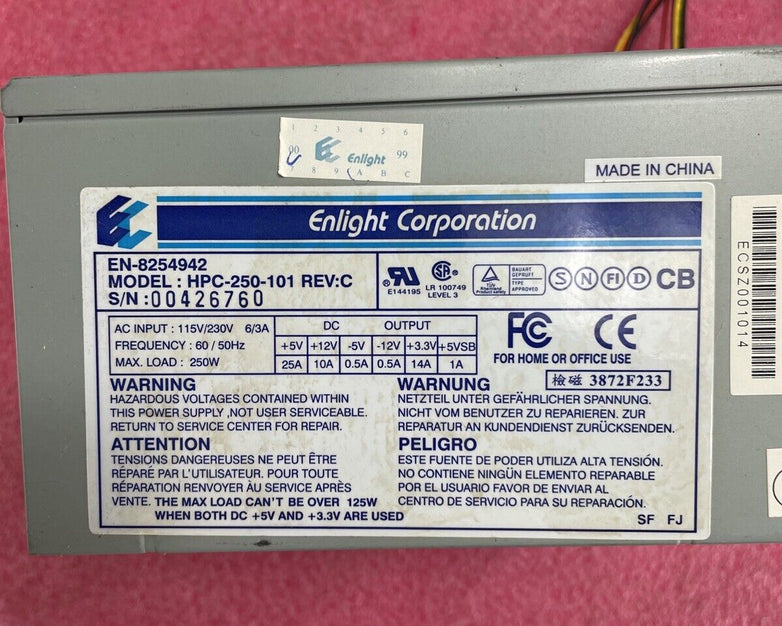 1 2 3 4 5 6
00 Enlight 99
8 9 A B C
MADE IN CHINA
Enlight Corporation
EN-8254942
MODEL : HPC-250-101 REV:C
S/N :00426760
E144195
LR 100749
LEVEL 3
TÜV
Rheinland
Product safety
BAUART
GEPRÜFT
TYPE
APPROVED
S N FI D CB
AC INPUT : 115V/230V 6/3A
FREQUENCY : 60 / 50Hz
MAX. LOAD : 250W
DC OUTPUT
+5V +12V -5V -12V +3.3V +5VSB
25A 10A 0.5A 0.5A 14A 1A
FC CE
FOR HOME OR OFFICE USE
檢磁 3872F233
WARNING
HAZARDOUS VOLTAGES CONTAINED WITHIN
THIS POWER SUPPLY ,NOT USER SERVICEABLE.
RETURN TO SERVICE CENTER FOR REPAIR.
WARNUNG
NETZTEIL UNTER GEFÄHRLICHER SPANNUNG.
NICHT VOM BENUTZER ZU REPARIEREN. ZUR
REPARATUR AN KUNDENDIENST ZURÜCKSENDEN.
ATTENTION
TENSIONS DANGEREUSES NE PEUT ÊTRE
RÉPARÉ PAR L'UTILISATEUR. POUR TOUTE
RÉPARATION RENVOYER ÀU SERVICE APRÈS
VENTE. THE MAX LOAD CAN'T BE OVER 125W
WHEN BOTH DC +5V AND +3.3V ARE USED
PELIGRO
ESTE FUENTE DE PODER UTILIZA ALTA TENSIÓN.
NO CONTIENE NINGÚN ELEMENTO REPARABLE
POR EL USUARIO FAVOR DE ENVIAR AL
CENTRO DE SERVICIO PARA SU REPARACIÓN.
SF FJ
ECSZ001014